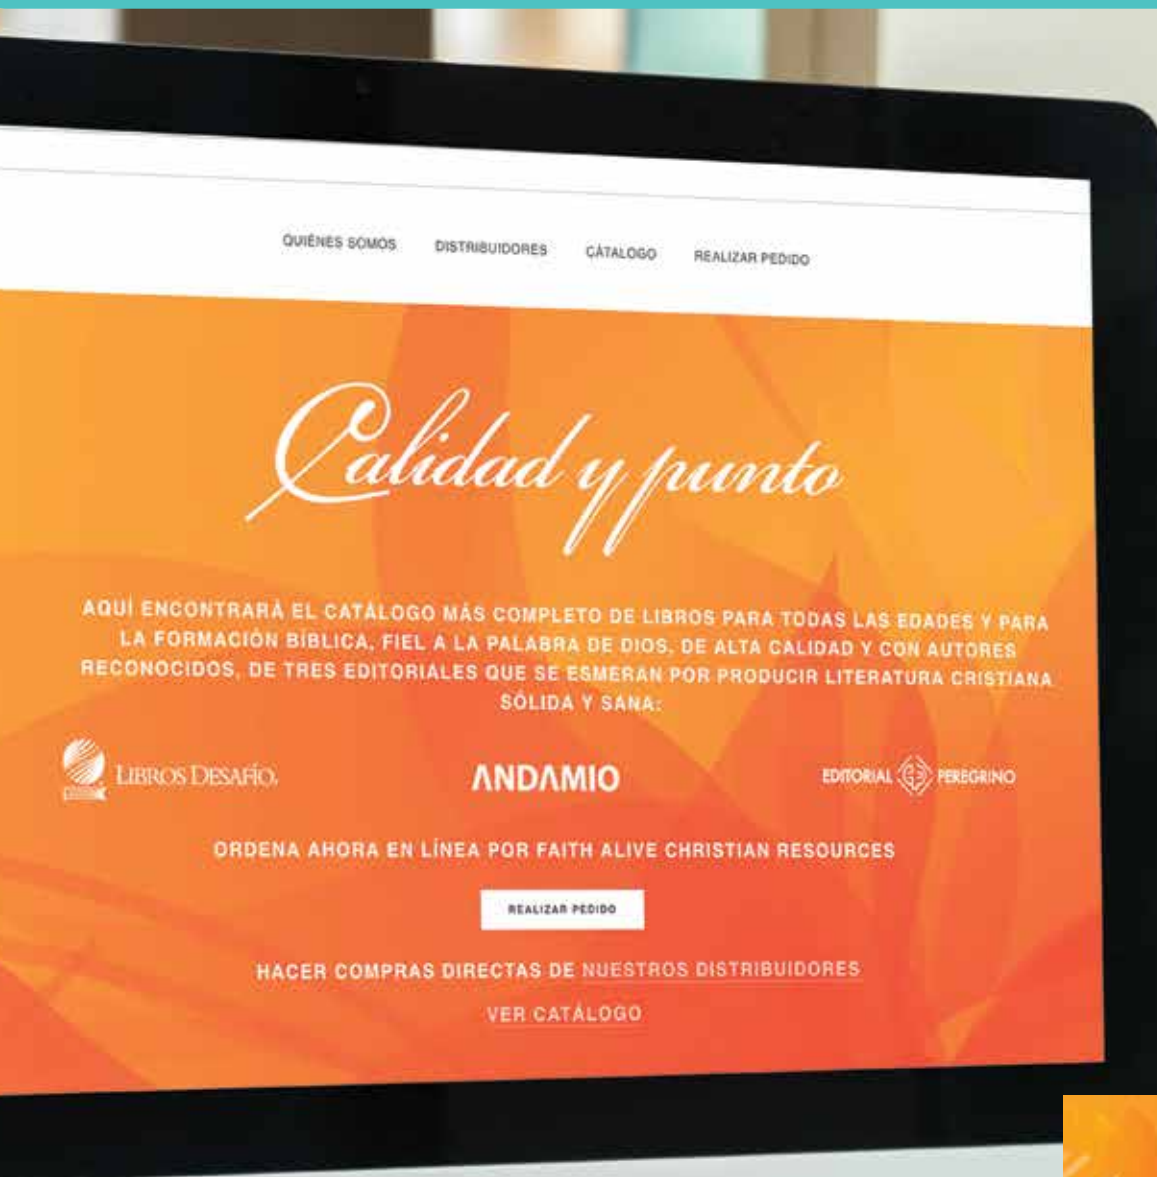 QUIÉNES SOMOS DISTRIBUIDORES CÁTALOGO REALIZAR PEDIDO
Calidad y punto
AQUÍ ENCONTRARÁ EL CATÁLOGO MÁS COMPLETO DE LIBROS PARA TODAS LAS EDADES Y PARA
LA FORMACIÓN BÍBLICA, FIEL A LA PALABRA DE DIOS, DE ALTA CALIDAD Y CON AUTORES
RECONOCIDOS, DE TRES EDITORIALES QUE SE ESMERAN POR PRODUCIR LITERATURA CRISTIANA
SÓLIDA Y SANA:
LIBROS DESAFÍO. ANDAMIO EDITORIAL PEREGRINO
ORDENA AHORA EN LÍNEA POR FAITH ALIVE CHRISTIAN RESOURCES
REALIZAR PEDIDO
HACER COMPRAS DIRECTAS DE NUESTROS DISTRIBUIDORES
VER CATÁLOGO